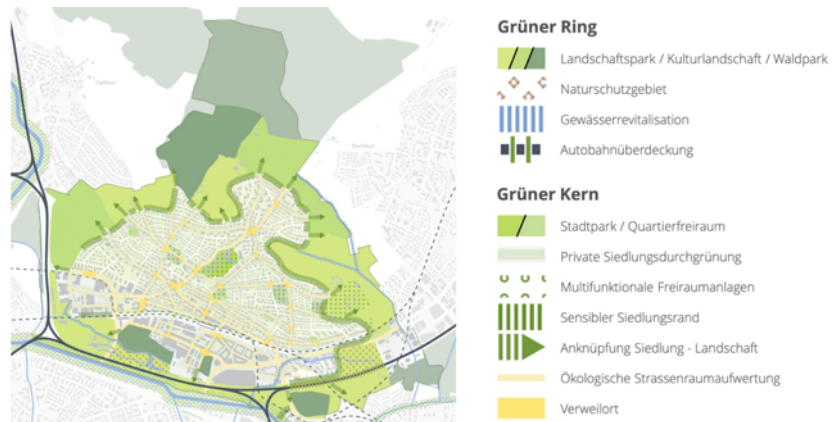 Grüner Ring
Landschaftspark / Kulturlandschaft / Waldpark
Naturschutzgebiet
Gewässerrevitalisation
Autobahnüberdeckung
Grüner Kern
Stadtpark / Quartierfreiraum
Private Siedlungsdurchgrünung
Multifunktionale Freiraumanlagen
Sensibler Siedlungsrand
Anknüpfung Siedlung - Landschaft
Ökologische Strassenraumaufwertung
Verweilort